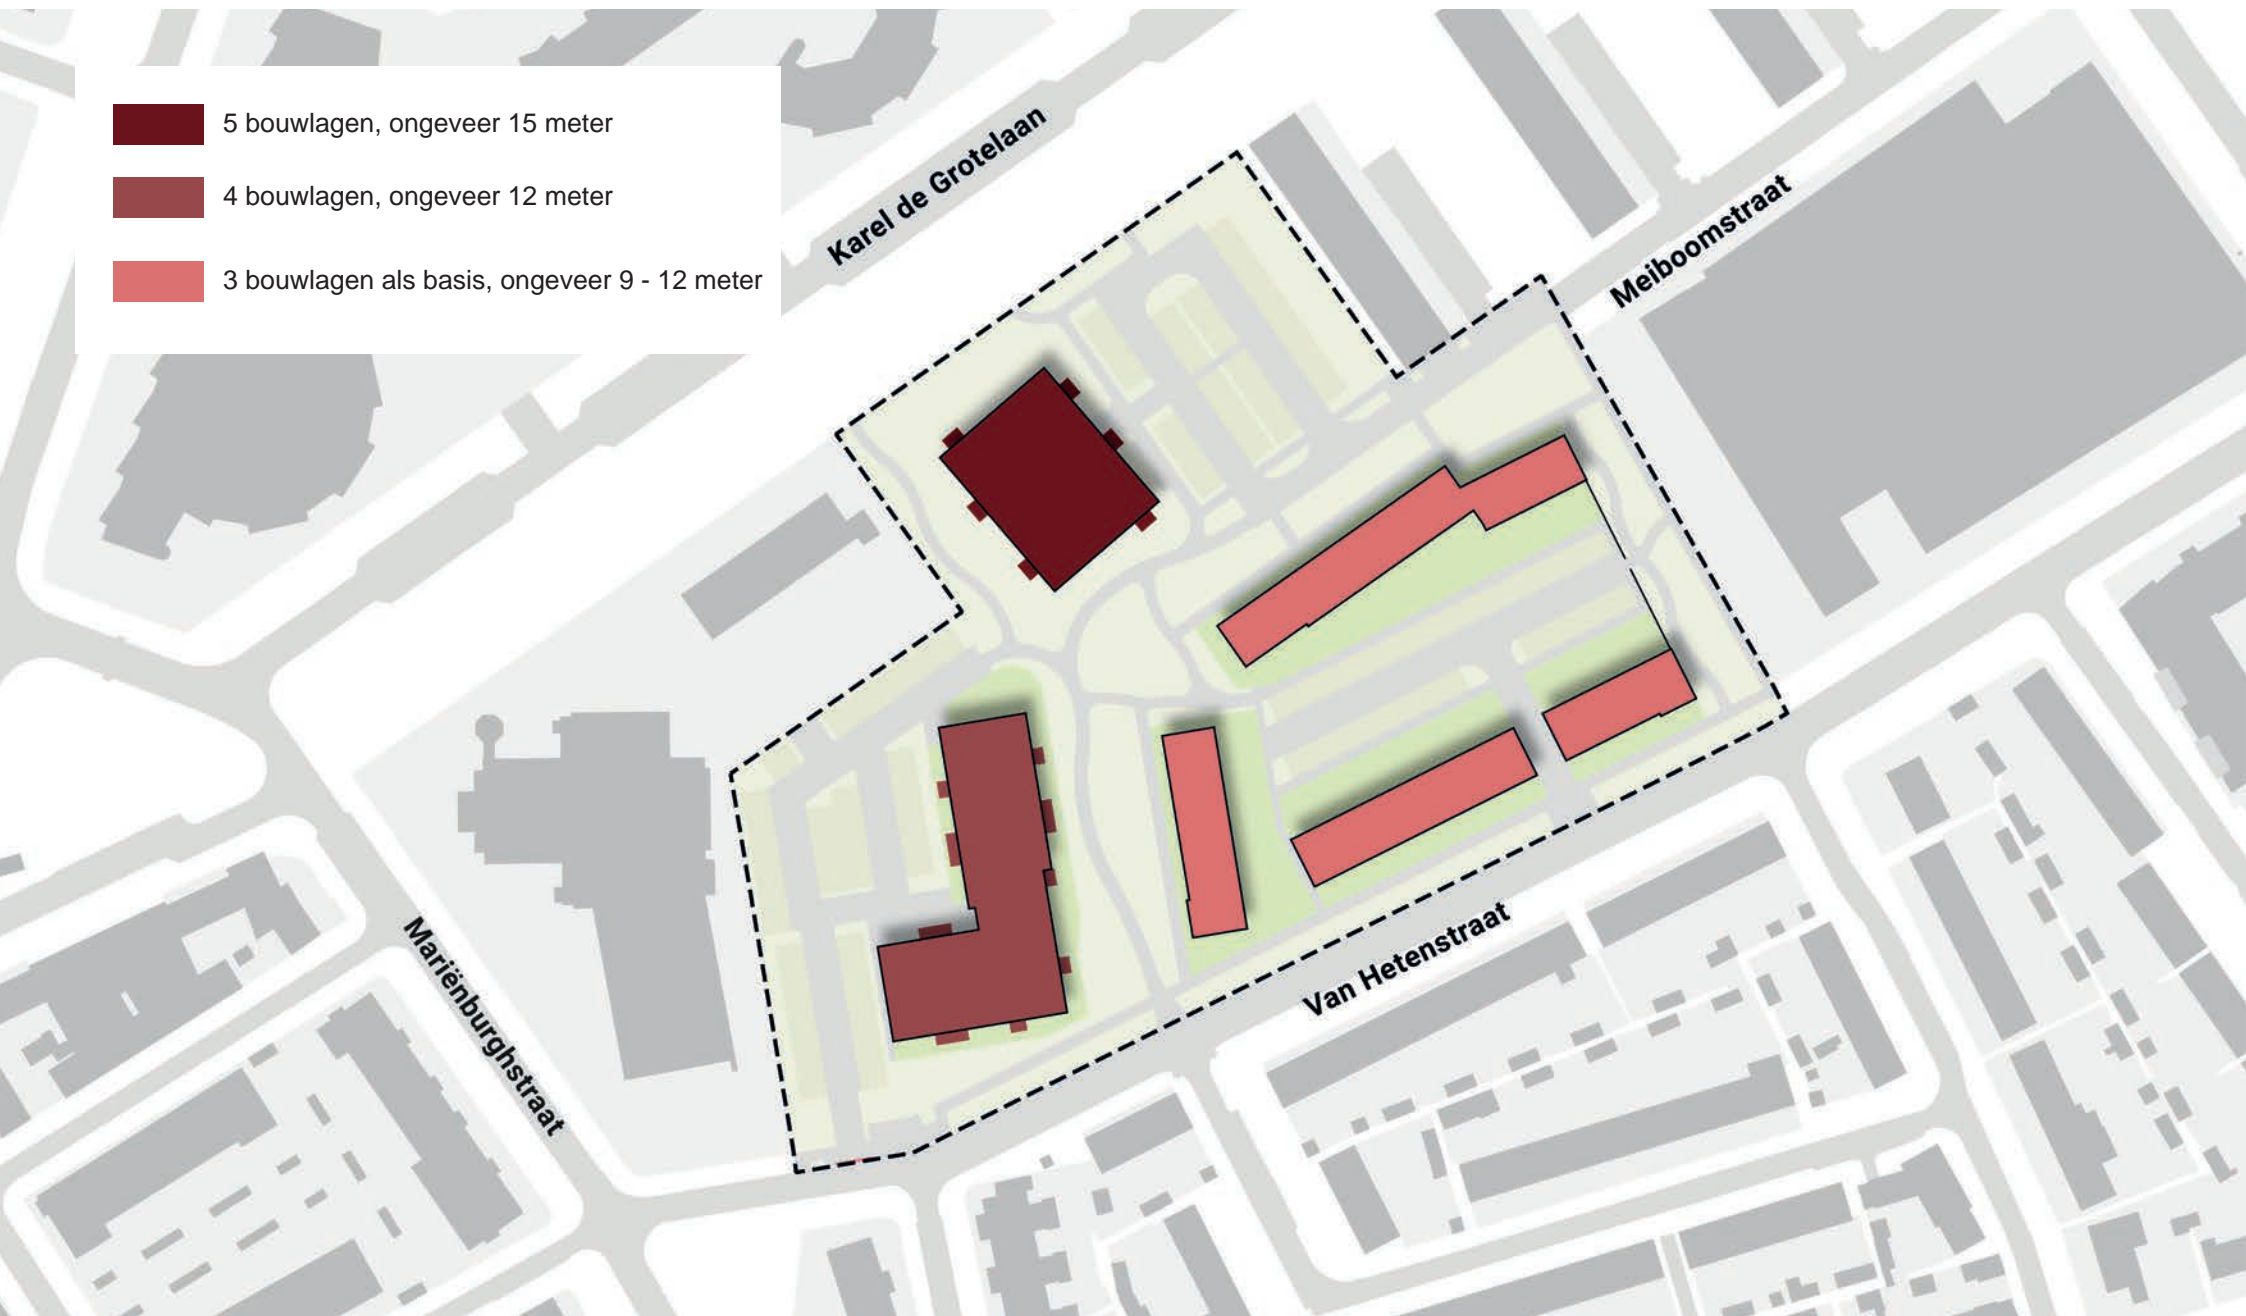 5 bouwlagen, ongeveer 15 meter
4 bouwlagen, ongeveer 12 meter
3 bouwlagen als basis, ongeveer 9 - 12 meter
Karel de Grotelaan
Meiboomstraat
Mariënburghstraat
Van Hetenstraat